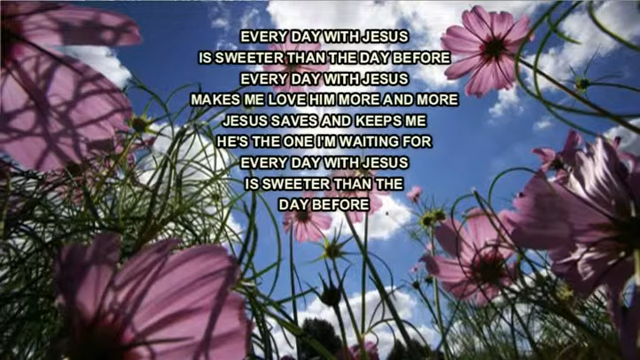 EVERY DAY WITH JESUS
IS SWEETER THAN THE DAY BEFORE
EVERY DAY WITH JESUS
MAKES ME LOVE HIM MORE AND MORE
JESUS SAVES AND KEEPS ME
HE'S THE ONE I'M WAITING FOR
EVERY DAY WITH JESUS
IS SWEETER THAN THE
DAY BEFORE